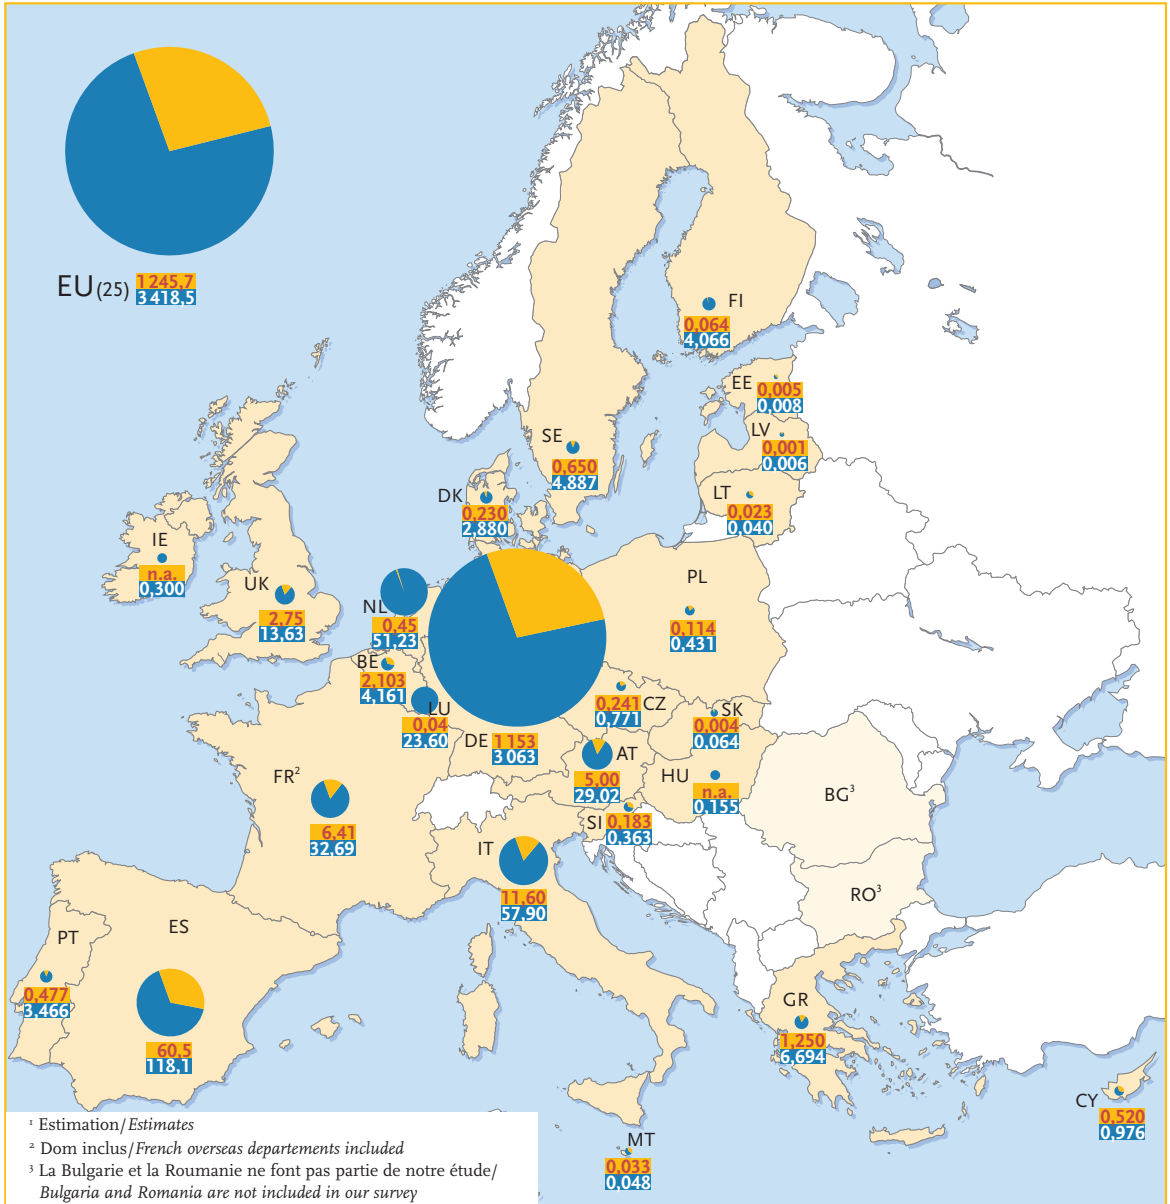 EU (25)
1 245,7
3 418,5
FI
0,064
4,066
EE
0,005
0,008
SE
0,650
4,887
LV
0,001
0,006
DK
0,230
2,880
LT
0,023
0,040
IE
n.a.
0,300
UK
2,75
13,63
NL
0,45
51,23
PL
0,114
0,431
BE
2,103
4,161
LU
0,04
23,60
CZ
0,241
0,771
SK
0,004
0,064
DE
1 153
3 063
AT
5,00
29,02
HU
n.a.
0,155
FR²
6,41
32,69
BG³
SI
0,183
0,363
IT
11,60
57,90
RO³
PT
0,477
3,466
ES
60,5
118,1
GR
1,250
6,694
CY
0,520
0,976
MT
0,033
0,048
¹ Estimation/Estimates
² Dom inclus/French overseas departements included
³ La Bulgarie et la Roumanie ne font pas partie de notre étude/
Bulgaria and Romania are not included in our survey